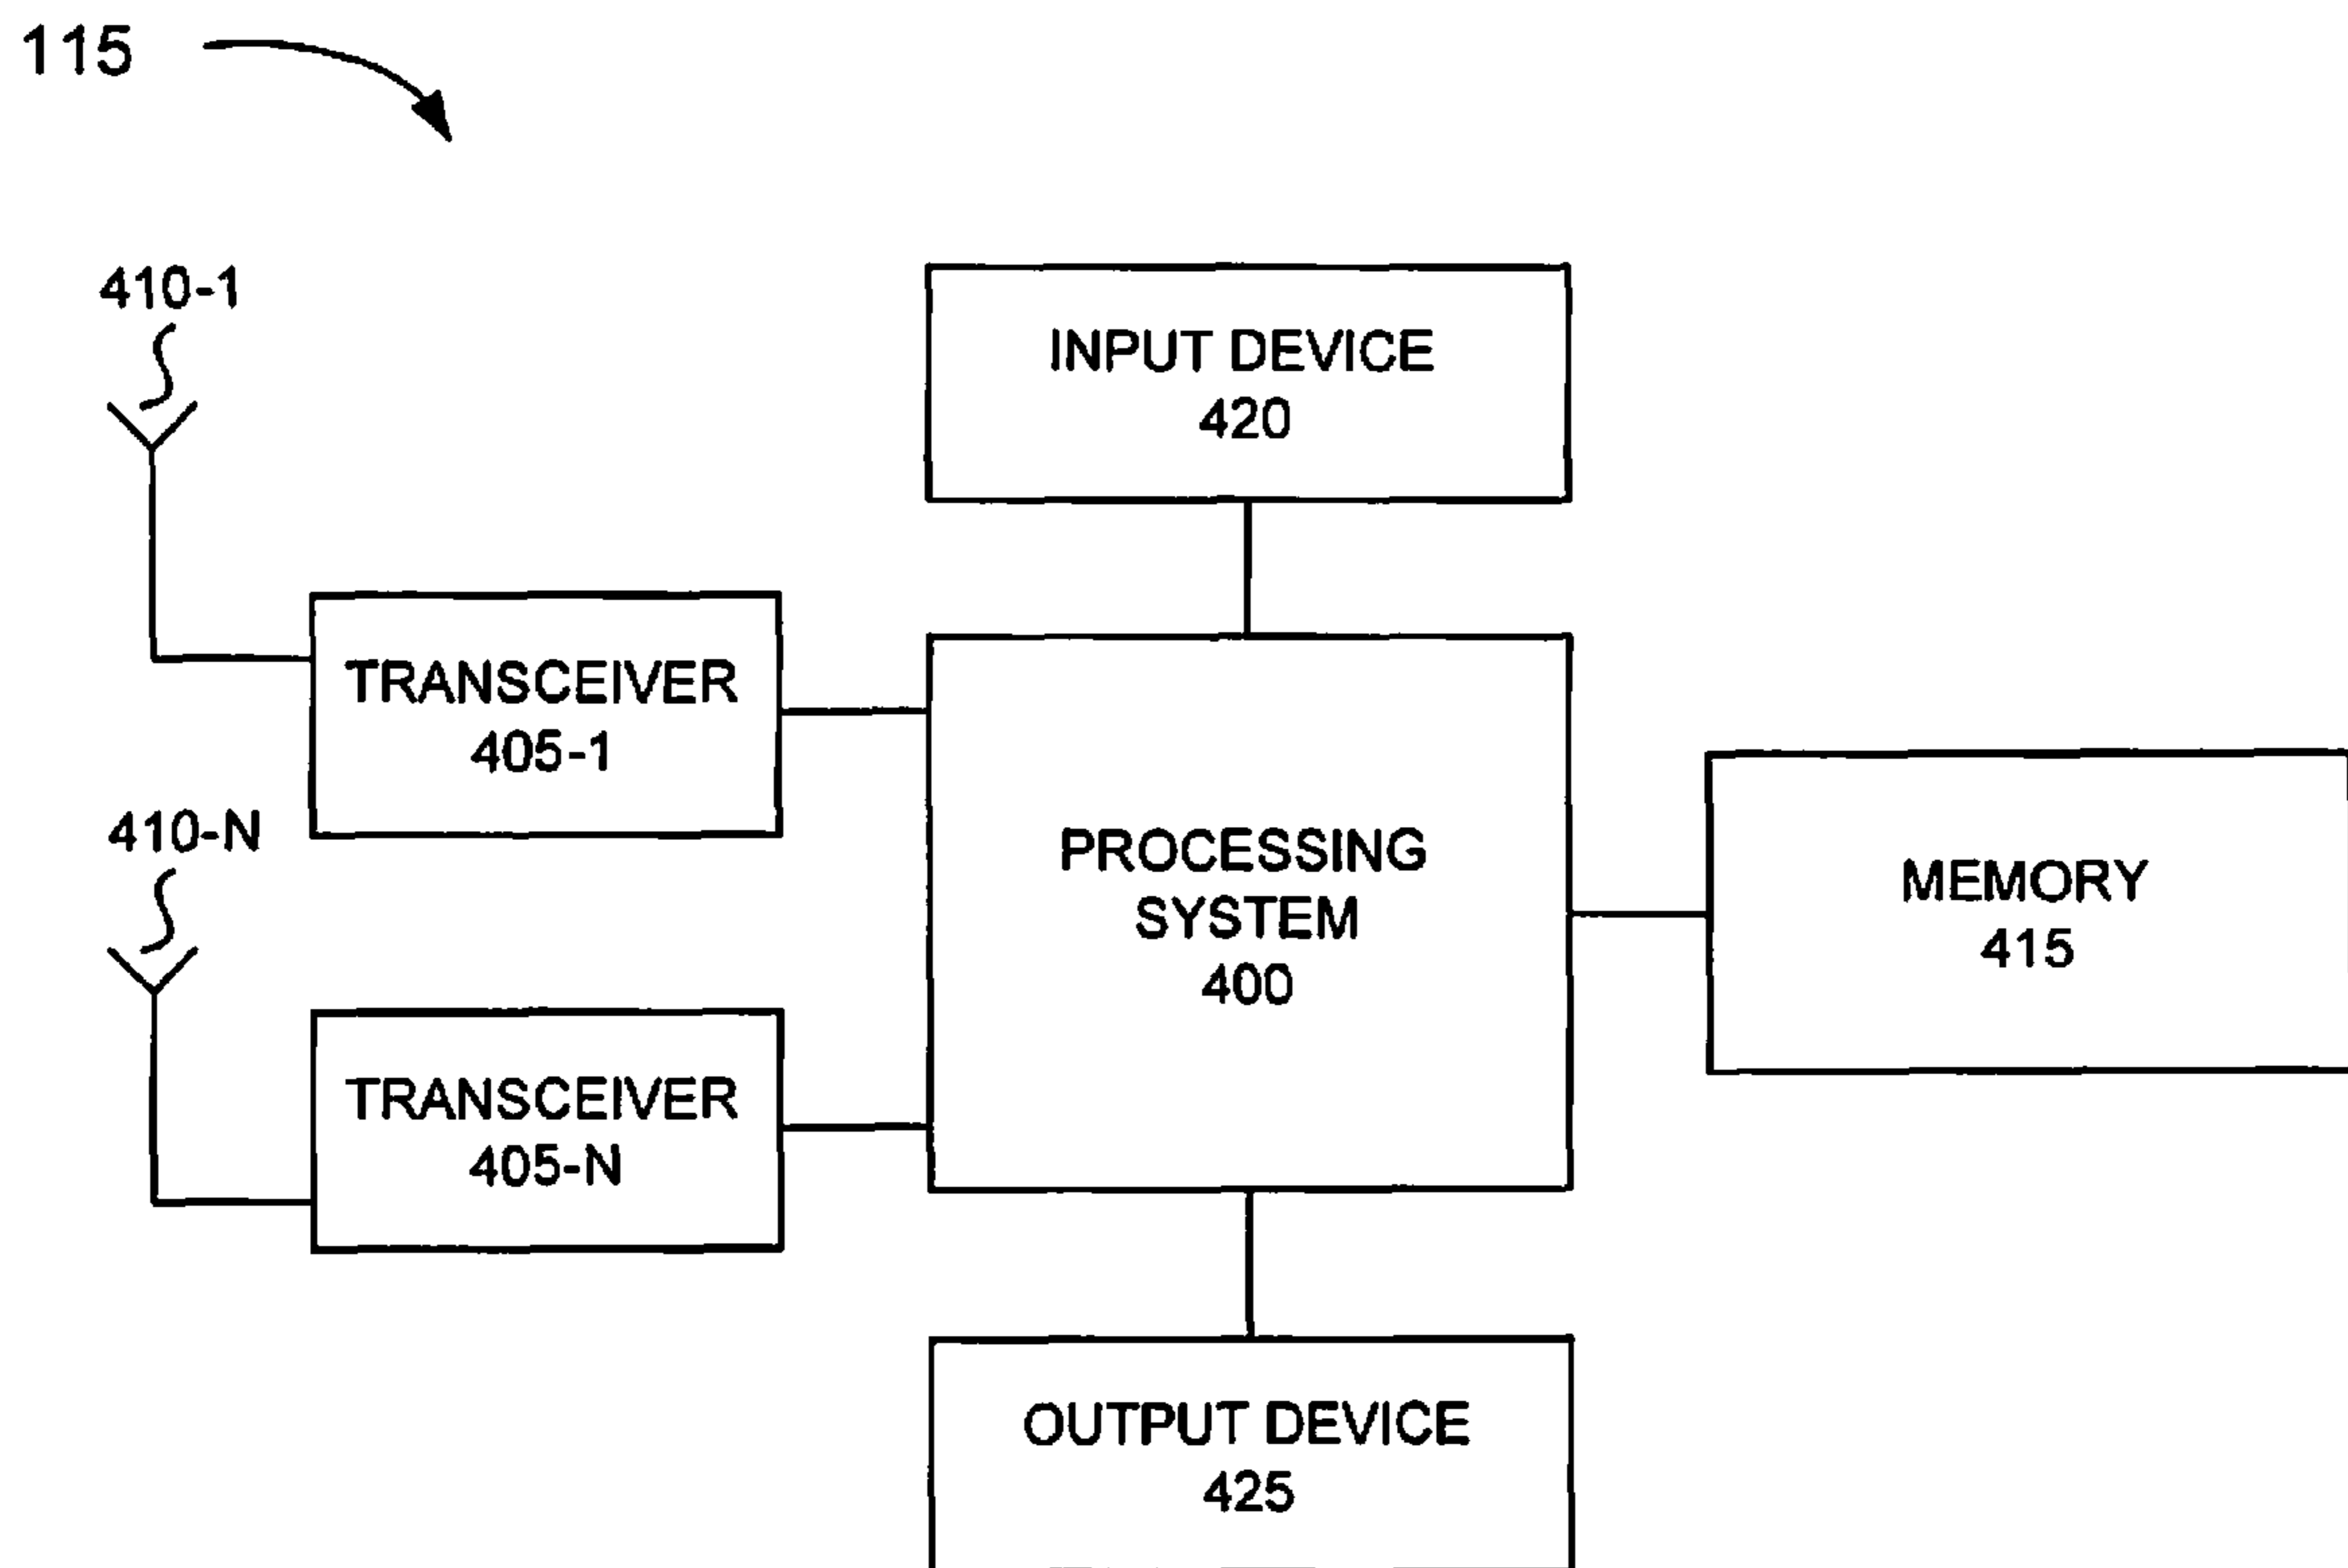 115
410-1
INPUT DEVICE
420
TRANSCEIVER
405-1
410-N
PROCESSING
SYSTEM
400
MEMORY
415
TRANSCEIVER
405-N
OUTPUT DEVICE
425